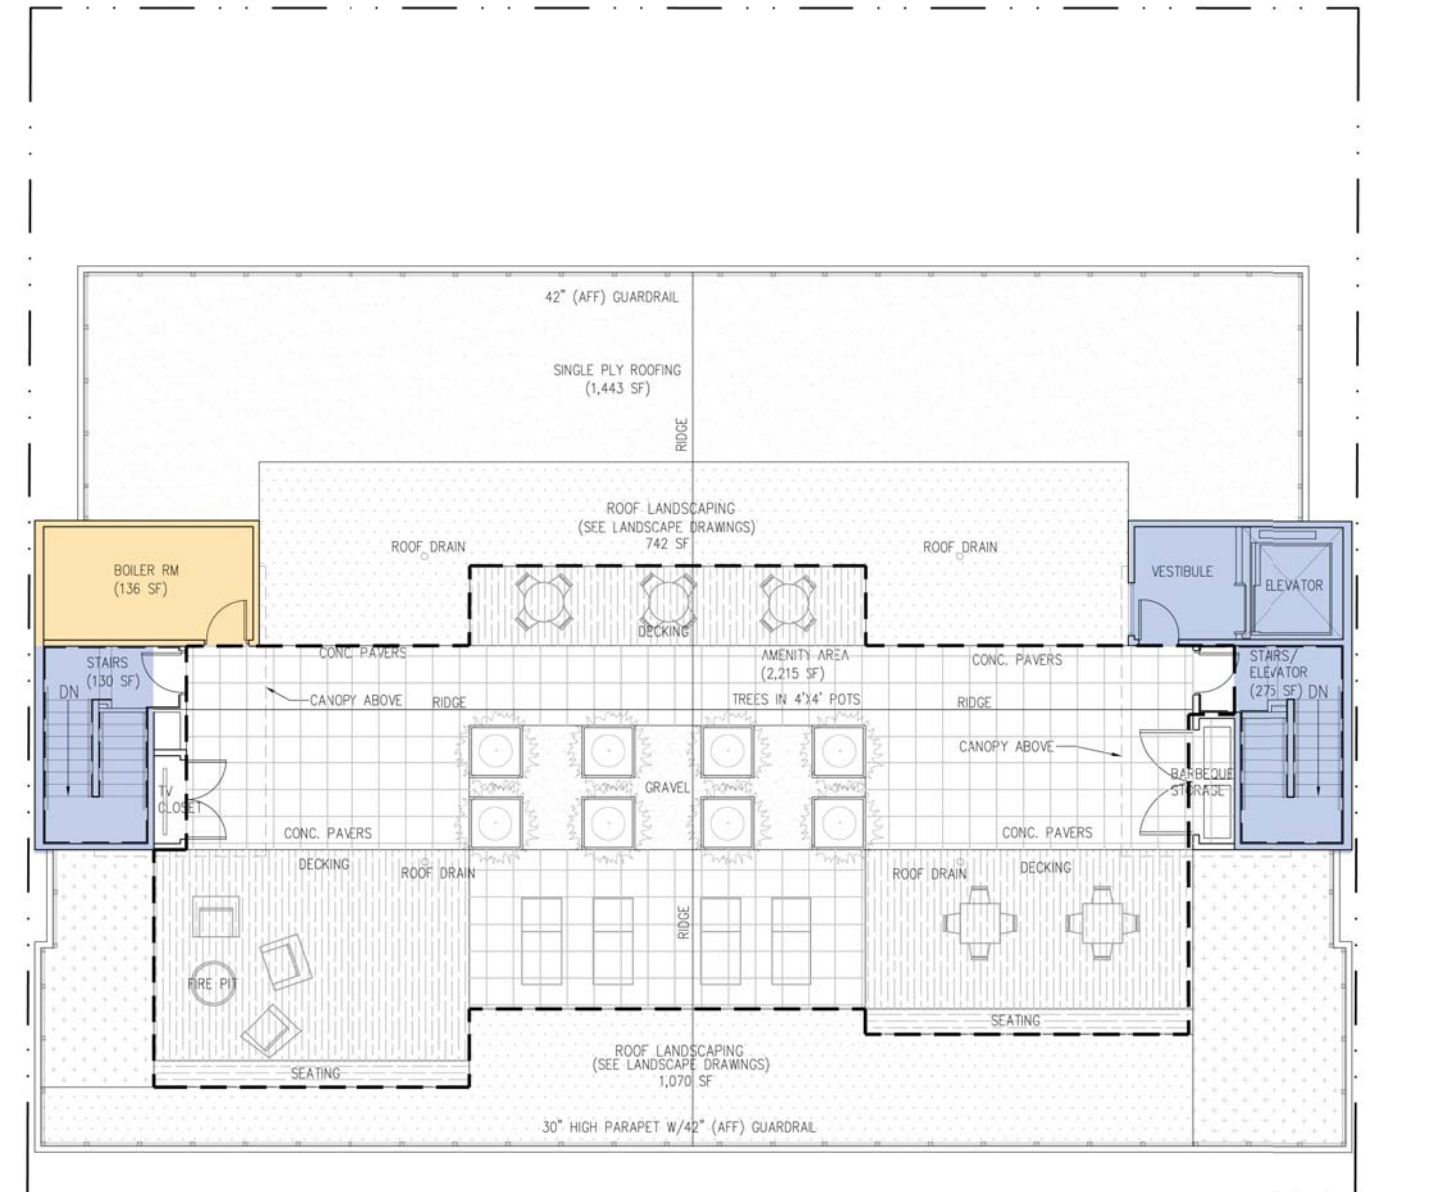 42" (AFF) GUARDRAIL
SINGLE PLY ROOFING
(1,443 SF)
RIDGE
ROOF LANDSCAPING
(SEE LANDSCAPE DRAWINGS)
742 SF
ROOF DRAIN
ROOF DRAIN
BOILER RM
(136 SF)
VESTIBULE
ELEVATOR
DECKING
CONC PAVERS
AMENITY AREA
(2,215 SF)
CONC. PAVERS
STAIRS
(130 SF)
DN
STAIRS/
ELEVATOR
(275 SF) DN
CANOPY ABOVE
RIDGE
TREES IN 4'X4' POTS
RIDGE
CANOPY ABOVE
GRAVEL
BARBEQUE
STORAGE
TV
CLOSET
CONC. PAVERS
CONC. PAVERS
DECKING
ROOF DRAIN
ROOF DRAIN
DECKING
RIDGE
FIRE PIT
SEATING
ROOF LANDSCAPING
(SEE LANDSCAPE DRAWINGS)
1,070 SF
SEATING
30" HIGH PARAPET W/42" (AFF) GUARDRAIL